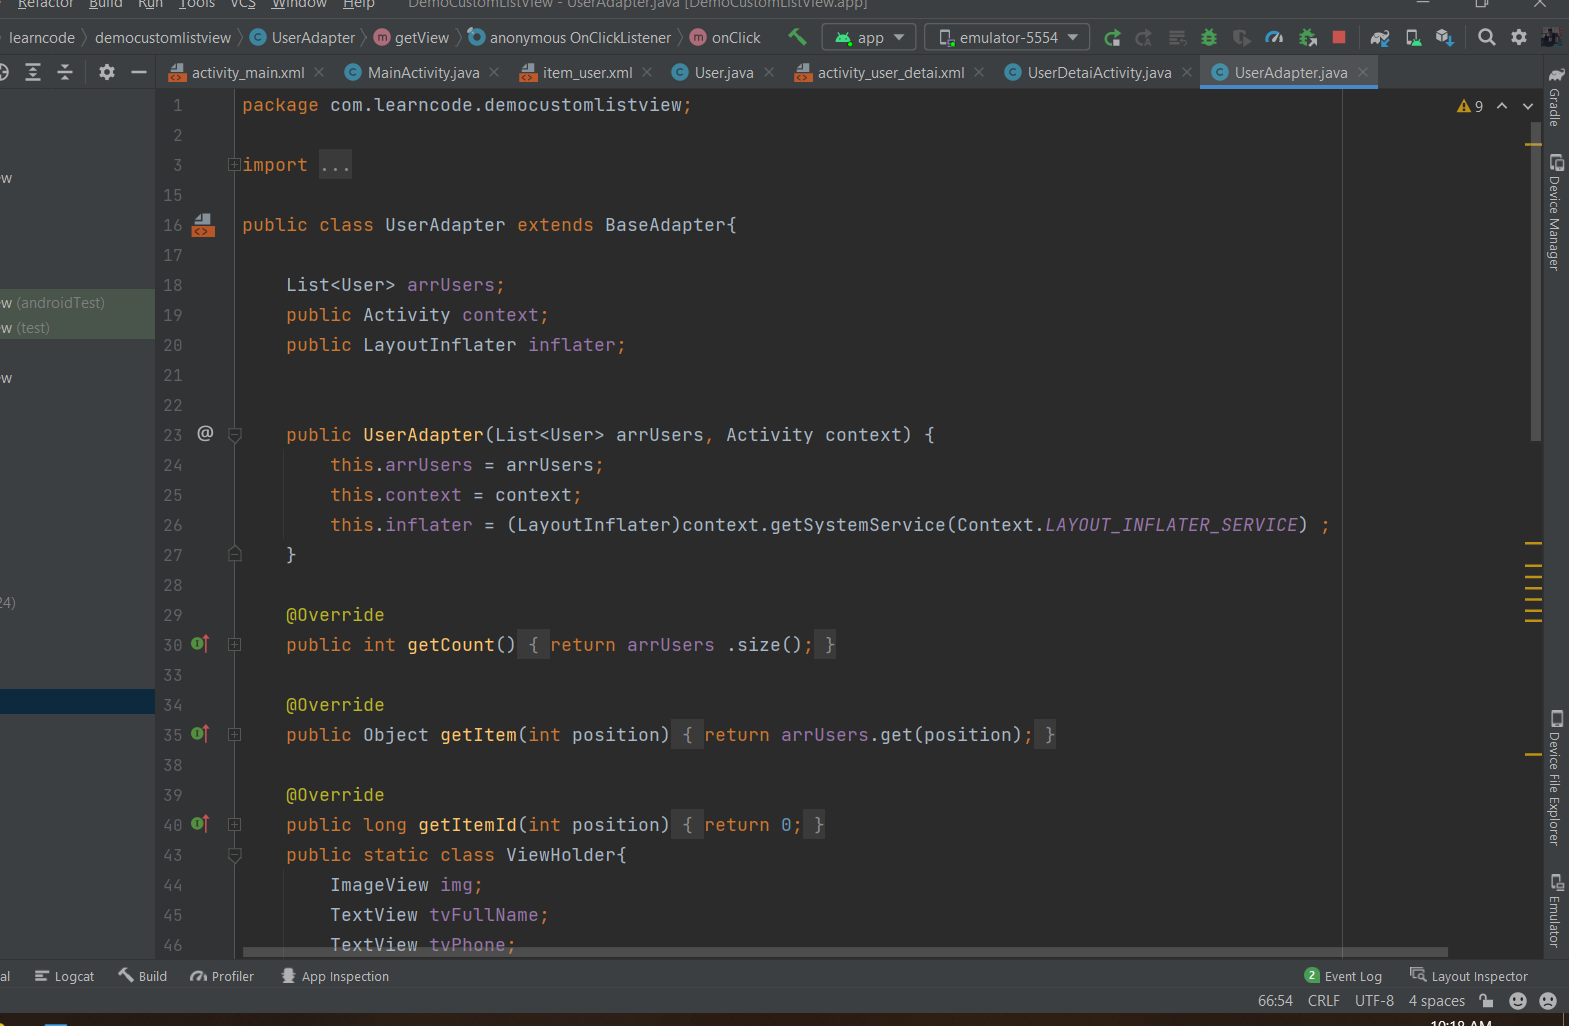 Refactor Build Run Tools VCS Window Help DemoCustomListView - UserAdapter.java [DemoCustomListView.app]
learncode democustomlistview UserAdapter getView anonymous OnClickListener onClick app emulator-5554
activity_main.xml MainActivity.java item_user.xml User.java activity_user_detai.xml UserDetaiActivity.java UserAdapter.java
9
ew (androidTest)
ew (test)
24)
1 package com.learncode.democustomlistview;
2
3 import ...
15
16 public class UserAdapter extends BaseAdapter{
17
18 List<User> arrUsers;
19 public Activity context;
20 public LayoutInflater inflater;
21
22
23 @ public UserAdapter(List<User> arrUsers, Activity context) {
24 this.arrUsers = arrUsers;
25 this.context = context;
26 this.inflater = (LayoutInflater)context.getSystemService(Context.LAYOUT_INFLATER_SERVICE) ;
27 }
28
29 @Override
30 public int getCount() { return arrUsers .size(); }
33
34 @Override
35 public Object getItem(int position) { return arrUsers.get(position); }
38
39 @Override
40 public long getItemId(int position) { return 0; }
43 public static class ViewHolder{
44 ImageView img;
45 TextView tvFullName;
46 TextView tvPhone;
Gradle
Device Manager
Device File Explorer
Emulator
al Logcat Build Profiler App Inspection 2 Event Log Layout Inspector
66:54 CRLF UTF-8 4 spaces
10:18 AM